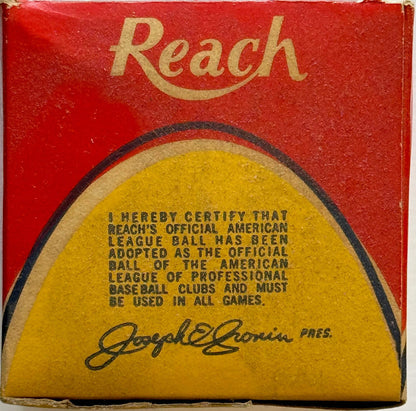 Reach
I HEREBY CERTIFY THAT
REACH'S OFFICIAL AMERICAN
LEAGUE BALL HAS BEEN
ADOPTED AS THE OFFICIAL
BALL OF THE AMERICAN
LEAGUE OF PROFESSIONAL
BASEBALL CLUBS AND MUST
BE USED IN ALL GAMES.
Joseph E Cronin PRES.